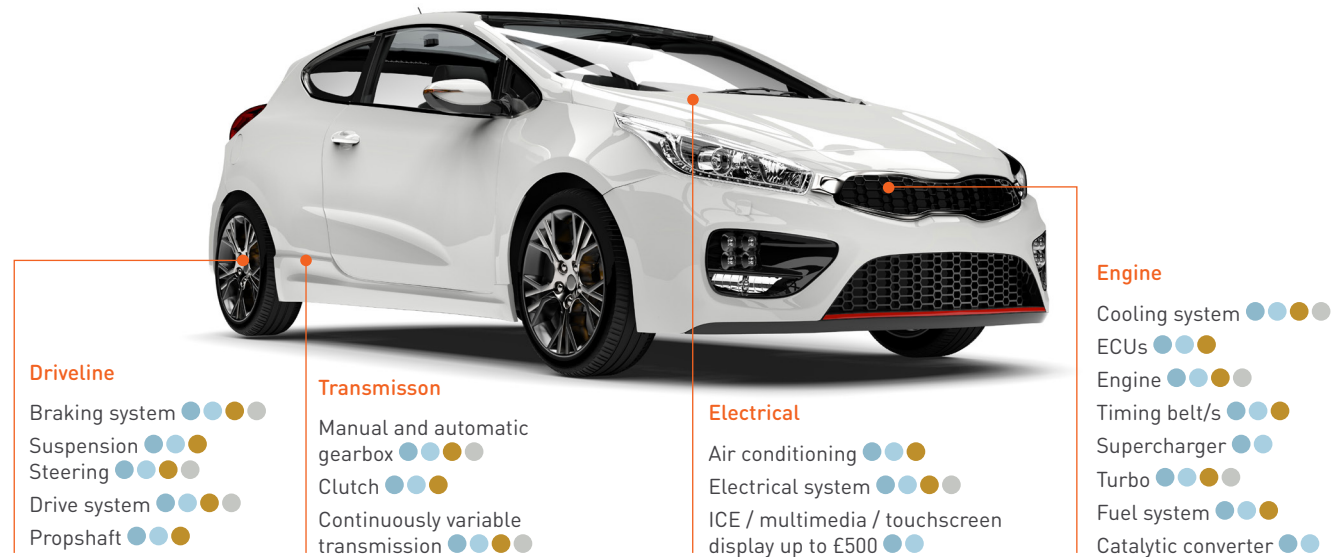 Driveline
Braking system
Suspension
Steering
Drive system
Propshaft
Transmisson
Manual and automatic
gearbox
Clutch
Continuously variable
transmission
Electrical
Air conditioning
Electrical system
ICE / multimedia / touchscreen
display up to £500
Engine
Cooling system
ECUs
Engine
Timing belt/s
Supercharger
Turbo
Fuel system
Catalytic converter